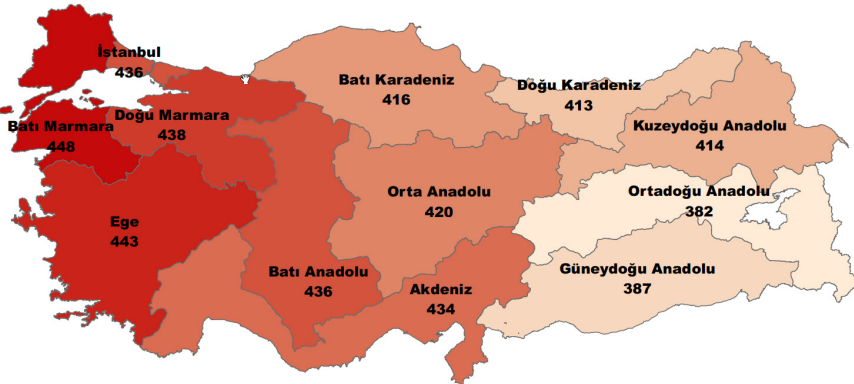 İstanbul
436
Batı Karadeniz
416
Doğu Karadeniz
413
Batı Marmara
448
Doğu Marmara
438
Kuzeydoğu Anadolu
414
Orta Anadolu
420
Ortadoğu Anadolu
382
Ege
443
Batı Anadolu
436
Akdeniz
434
Güneydoğu Anadolu
387